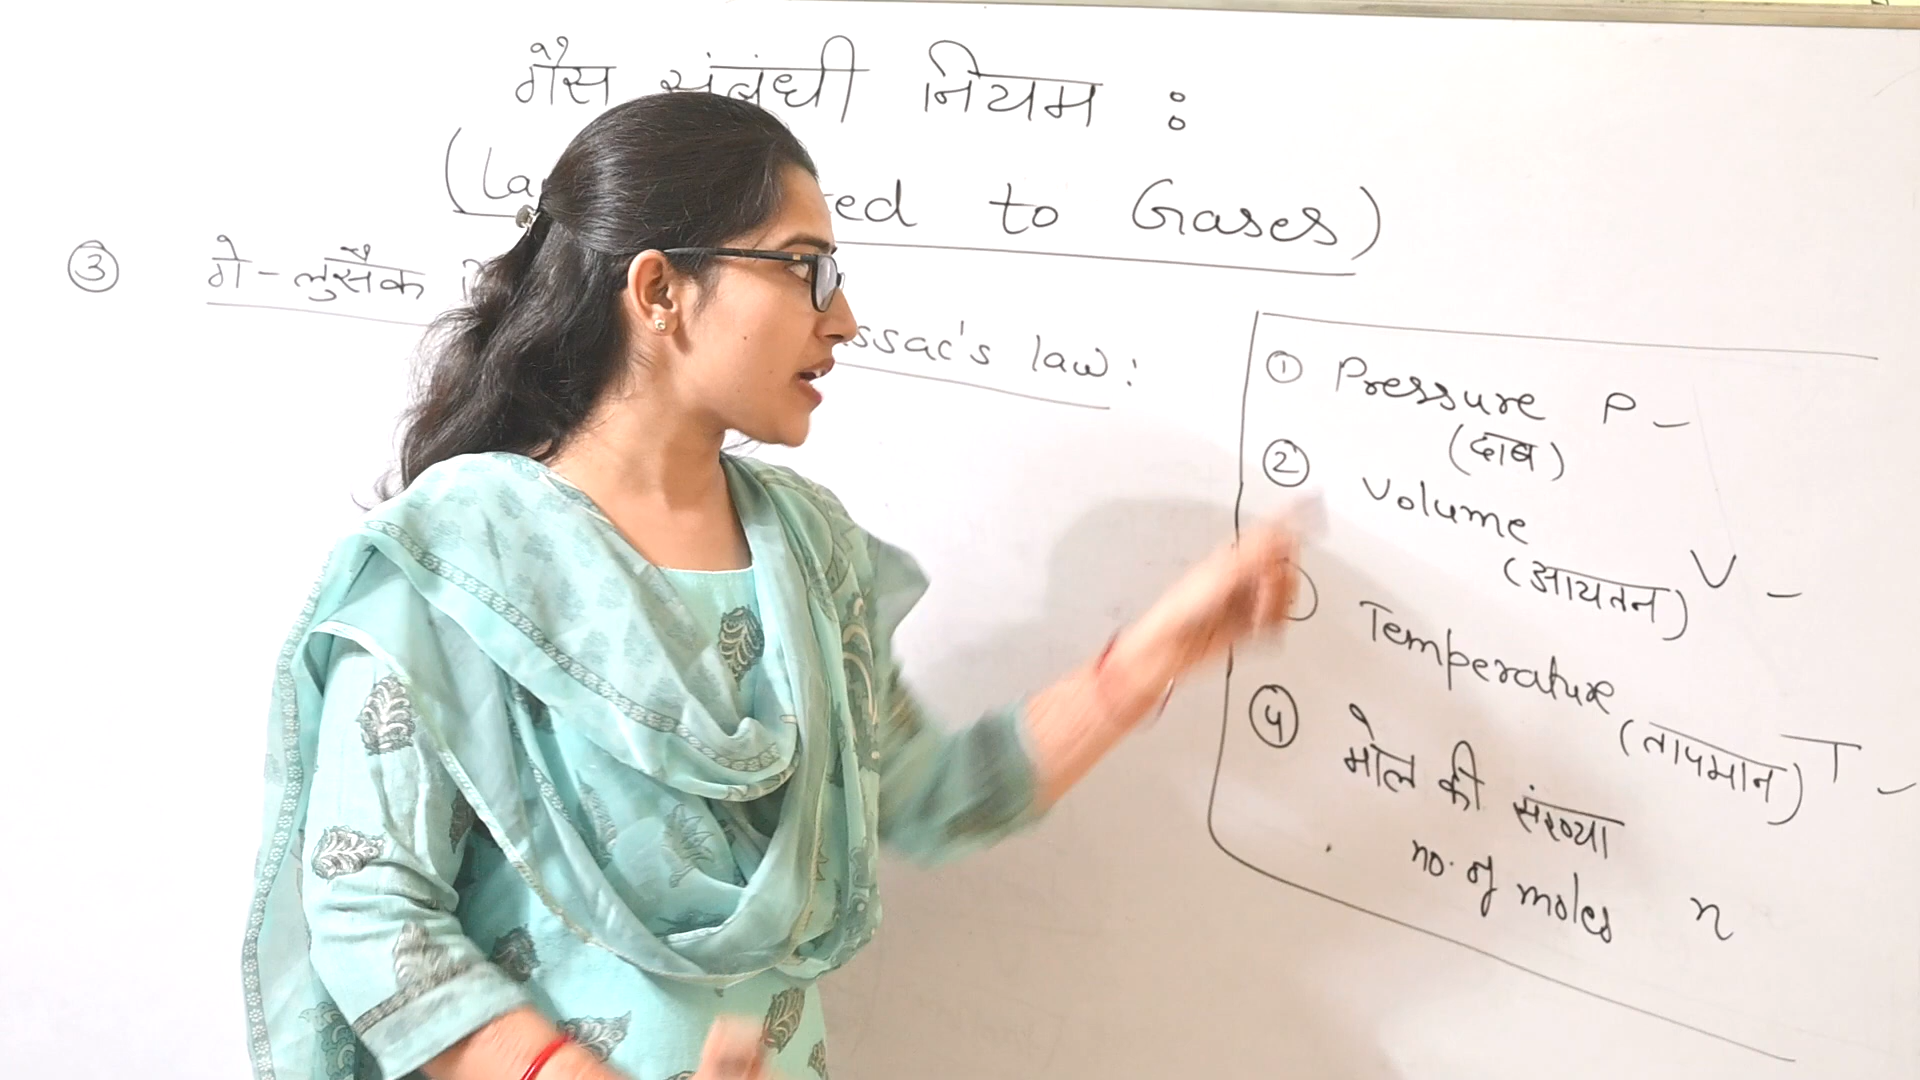 गैस संबंधी नियम :
(La ed to Gases)
③ गे-लुसैक
ssac's law :
① Pressure P -
(दाब)
② Volume
(आयतन) V -
Temperature
(तापमान) T -
④ मोल की संख्या
no. of moles n